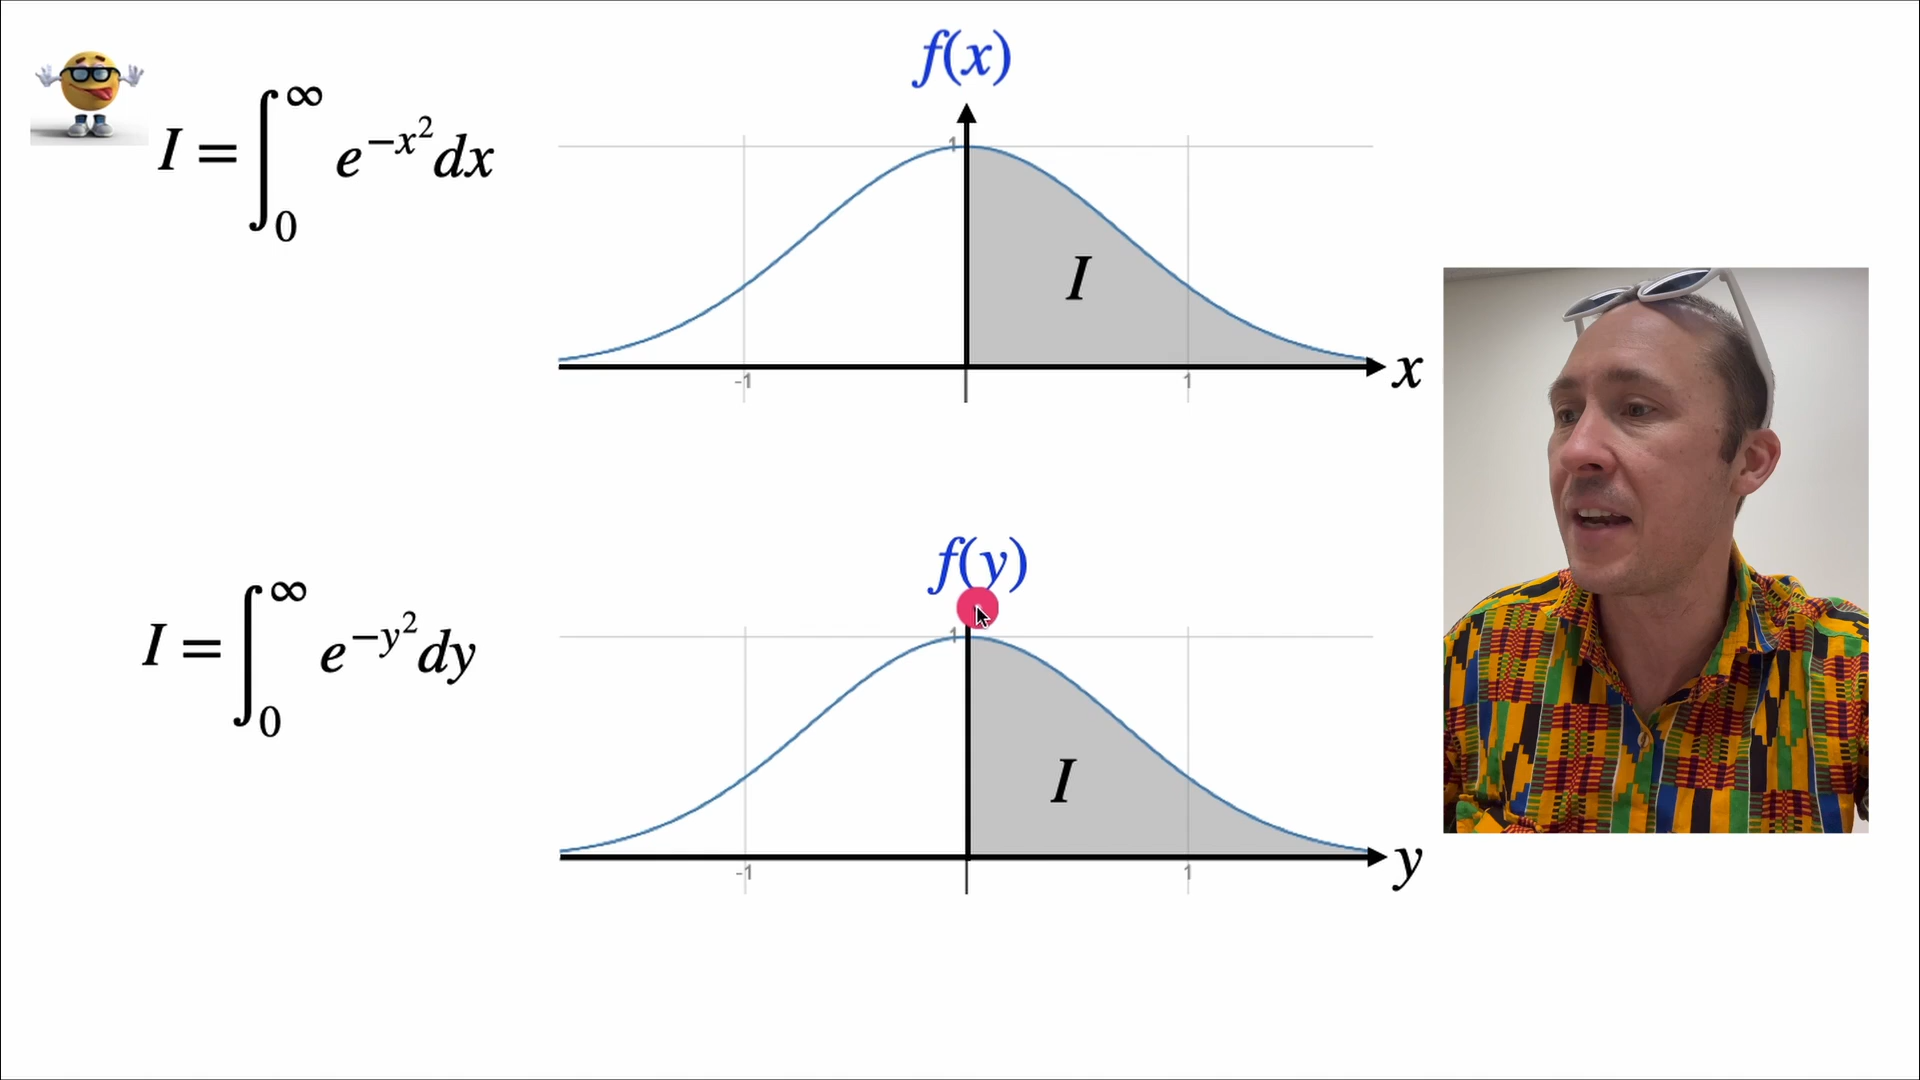 f(x)
I = ∫₀^∞ e^{−x²} dx
1
I
-1
1
x
f(y)
I = ∫₀^∞ e^{−y²} dy
1
I
-1
1
y